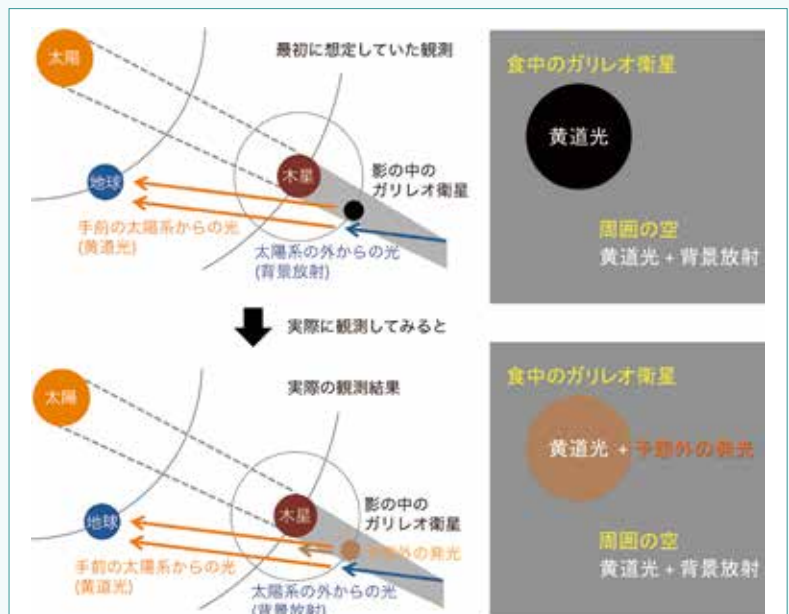 最初に想定していた観測
太陽
地球
木星
影の中の
ガリレオ衛星
手前の太陽系からの光
(黄道光)
太陽系の外からの光
(背景放射)
食中のガリレオ衛星
黄道光
周囲の空
黄道光 + 背景放射
実際に観測してみると
実際の観測結果
太陽
地球
木星
影の中の
ガリレオ衛星
予想外の発光
手前の太陽系からの光
(黄道光)
太陽系の外からの光
(背景放射)
食中のガリレオ衛星
黄道光 + 予想外の発光
周囲の空
黄道光 + 背景放射